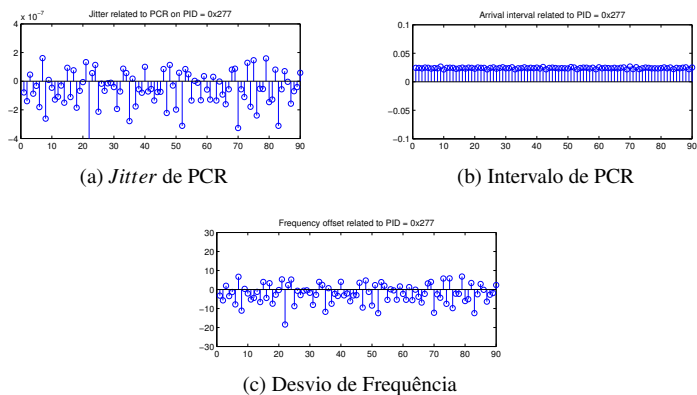 Jitter related to PCR on PID = 0x277
x 10⁻⁷
4
2
0
−2
−4
0 10 20 30 40 50 60 70 80 90
(a) Jitter de PCR
Arrival interval related to PCR on PID = 0x277
0.1
0.05
0
−0.05
−0.1
0 10 20 30 40 50 60 70 80 90
(b) Intervalo de PCR
Frequency offset related to PID = 0x277
30
20
10
0
−10
−20
−30
0 10 20 30 40 50 60 70 80 90
(c) Desvio de Frequência